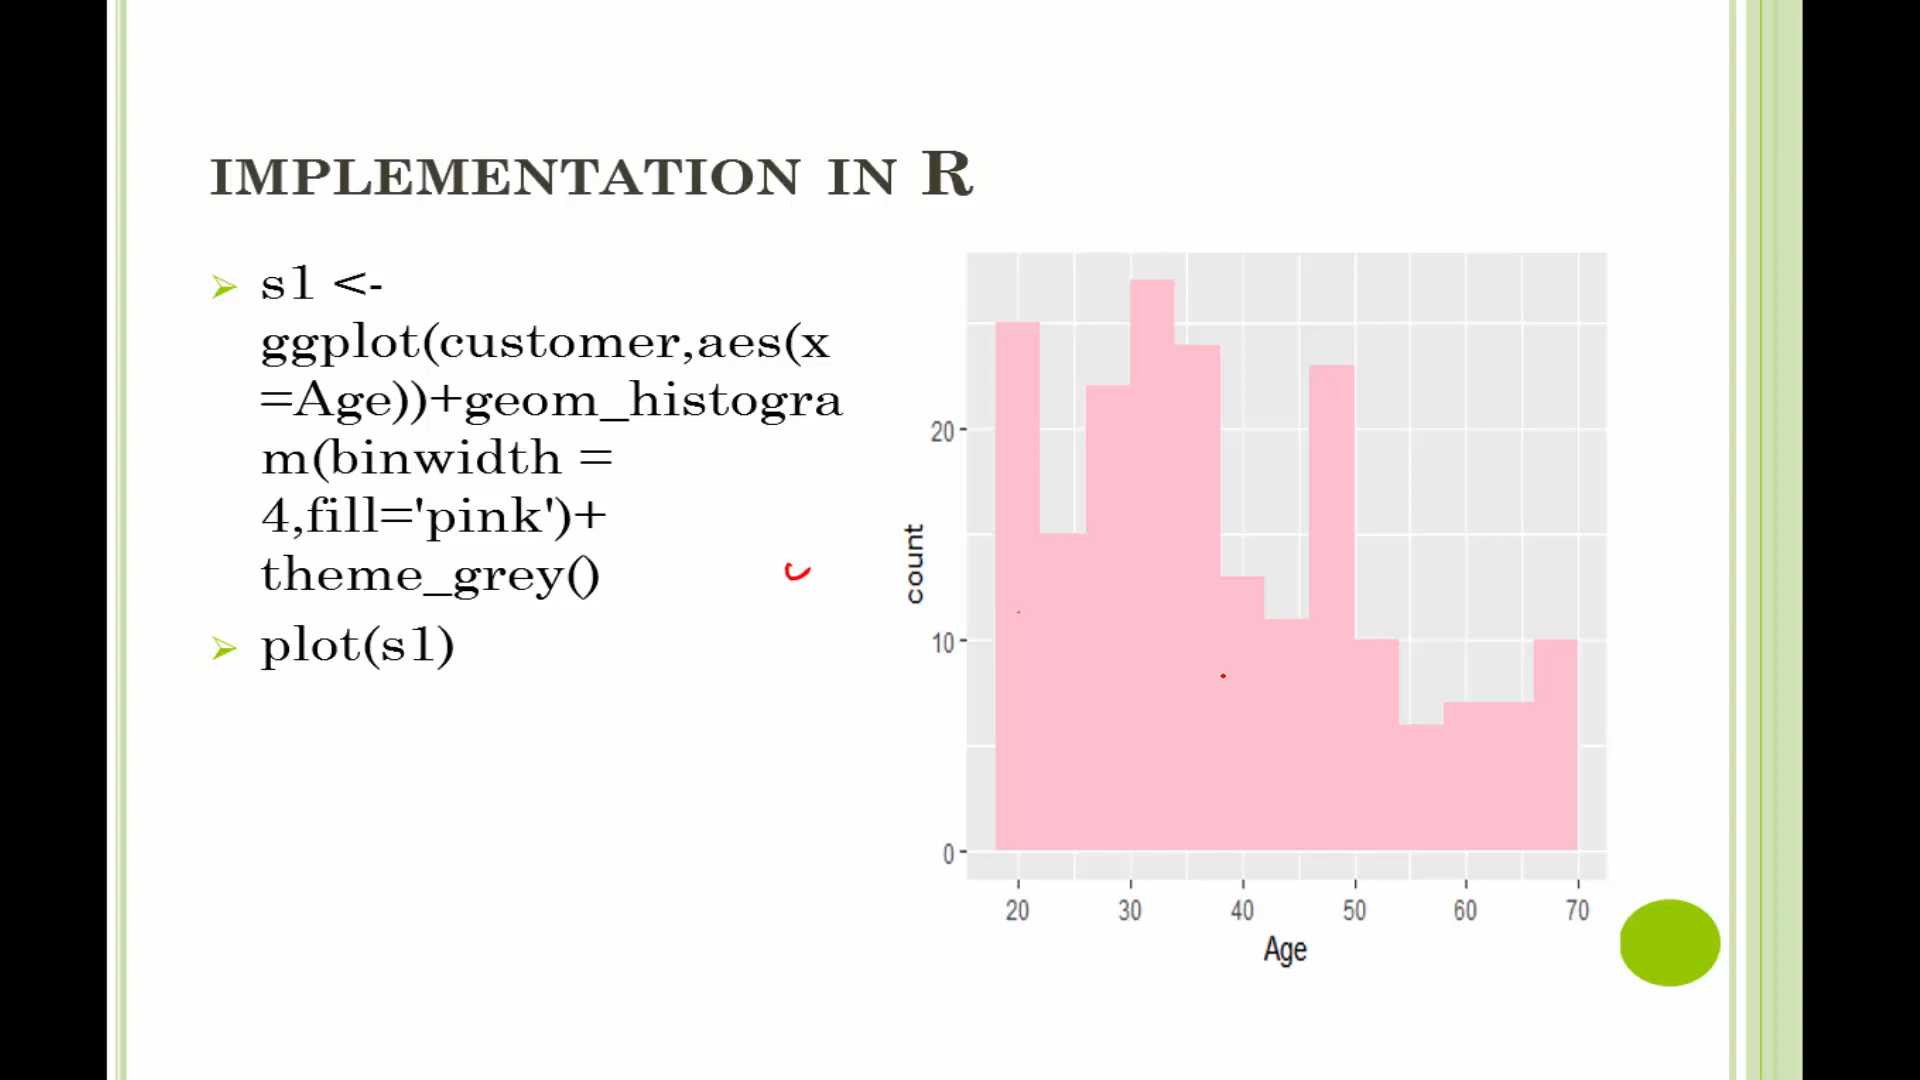 IMPLEMENTATION IN R
s1 <-
ggplot(customer,aes(x
=Age))+geom_histogra
m(binwidth =
4,fill='pink')+
theme_grey()
plot(s1)
20
10
0
count
20 30 40 50 60 70
Age